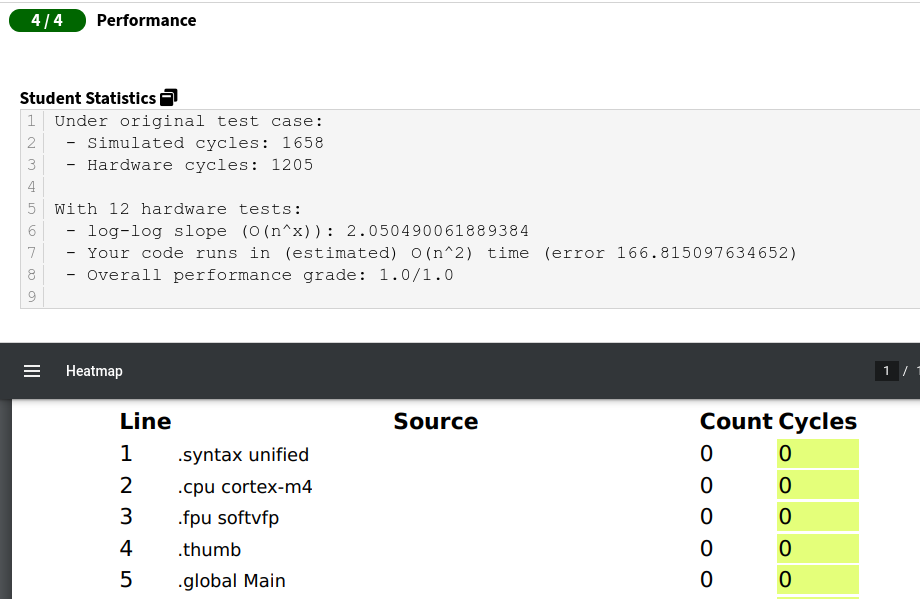 4 / 4 Performance
Student Statistics
1 Under original test case:
2 - Simulated cycles: 1658
3 - Hardware cycles: 1205
4
5 With 12 hardware tests:
6 - log-log slope (O(n^x)): 2.050490061889384
7 - Your code runs in (estimated) O(n^2) time (error 166.815097634652)
8 - Overall performance grade: 1.0/1.0
9
Heatmap 1 / 1
Line Source Count Cycles
1 .syntax unified 0 0
2 .cpu cortex-m4 0 0
3 .fpu softvfp 0 0
4 .thumb 0 0
5 .global Main 0 0